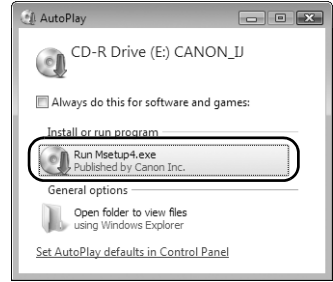 AutoPlay
CD-R Drive (E:) CANON_IJ
Always do this for software and games:
Install or run program
Run Msetup4.exe
Published by Canon Inc.
General options
Open folder to view files
using Windows Explorer
Set AutoPlay defaults in Control Panel